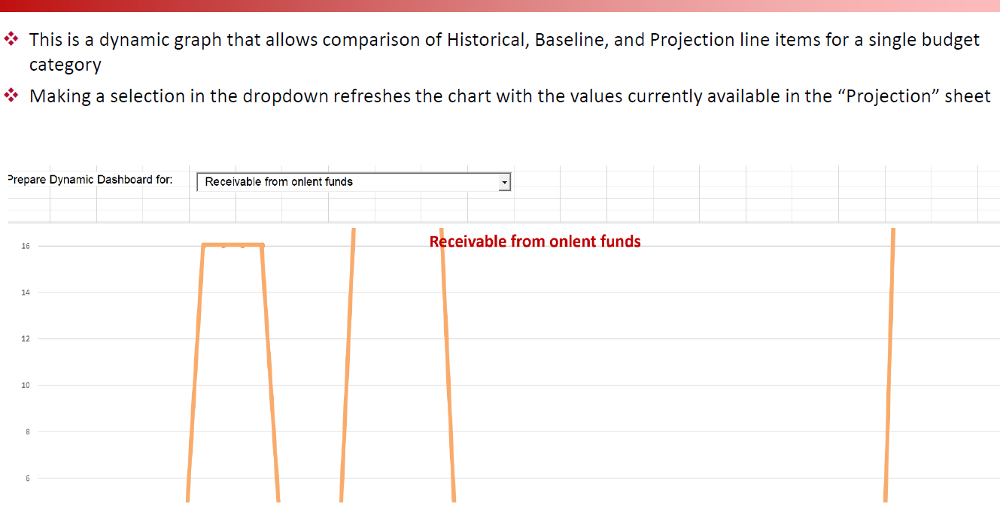 This is a dynamic graph that allows comparison of Historical, Baseline, and Projection line items for a single budget
category
Making a selection in the dropdown refreshes the chart with the values currently available in the “Projection” sheet
Prepare Dynamic Dashboard for:
Receivable from onlent funds
Receivable from onlent funds
16
14
12
10
8
6